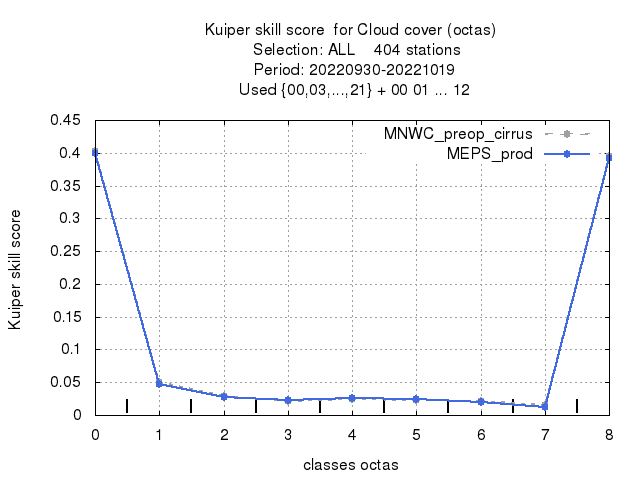 Kuiper skill score  for Cloud cover (octas)
Selection: ALL    404 stations
Period: 20220930-20221019
Used {00,03,...,21} + 00 01 ... 12
MNWC_preop_cirrus
MEPS_prod
Kuiper skill score
0.45
0.4
0.35
0.3
0.25
0.2
0.15
0.1
0.05
0
0 1 2 3 4 5 6 7 8
classes octas